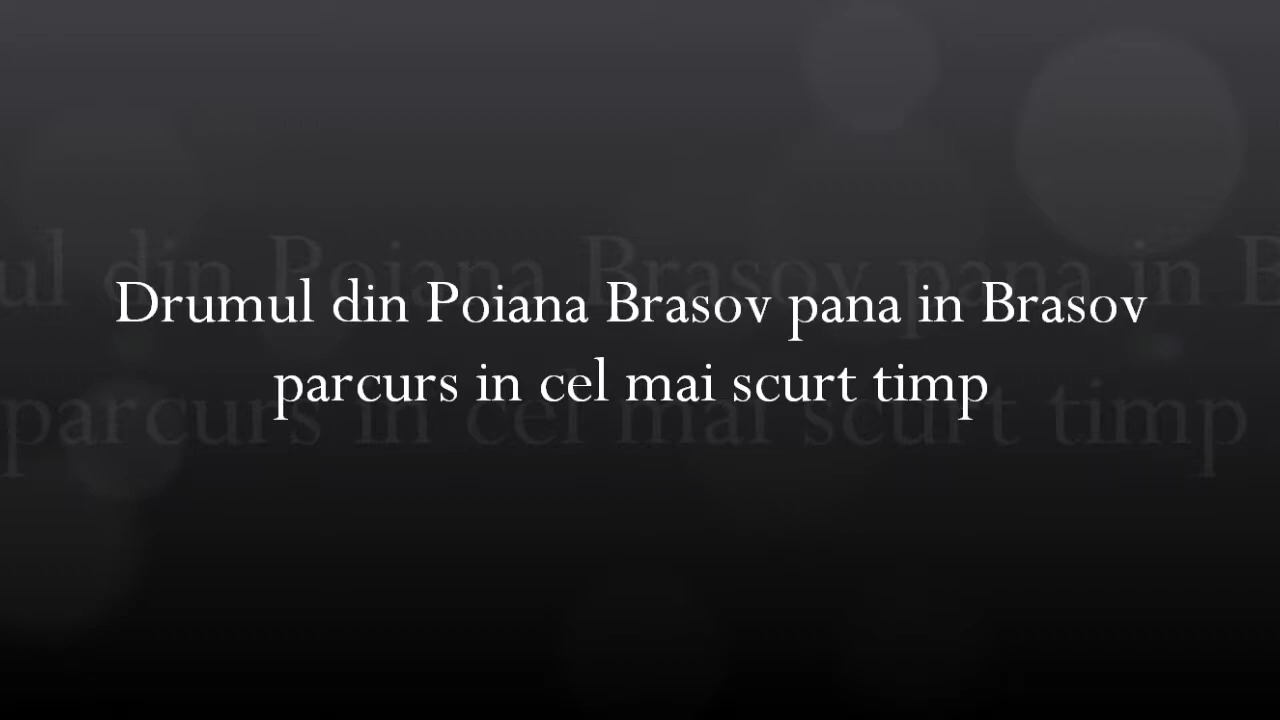 Drumul din Poiana Brasov pana in Brasov
parcurs in cel mai scurt timp